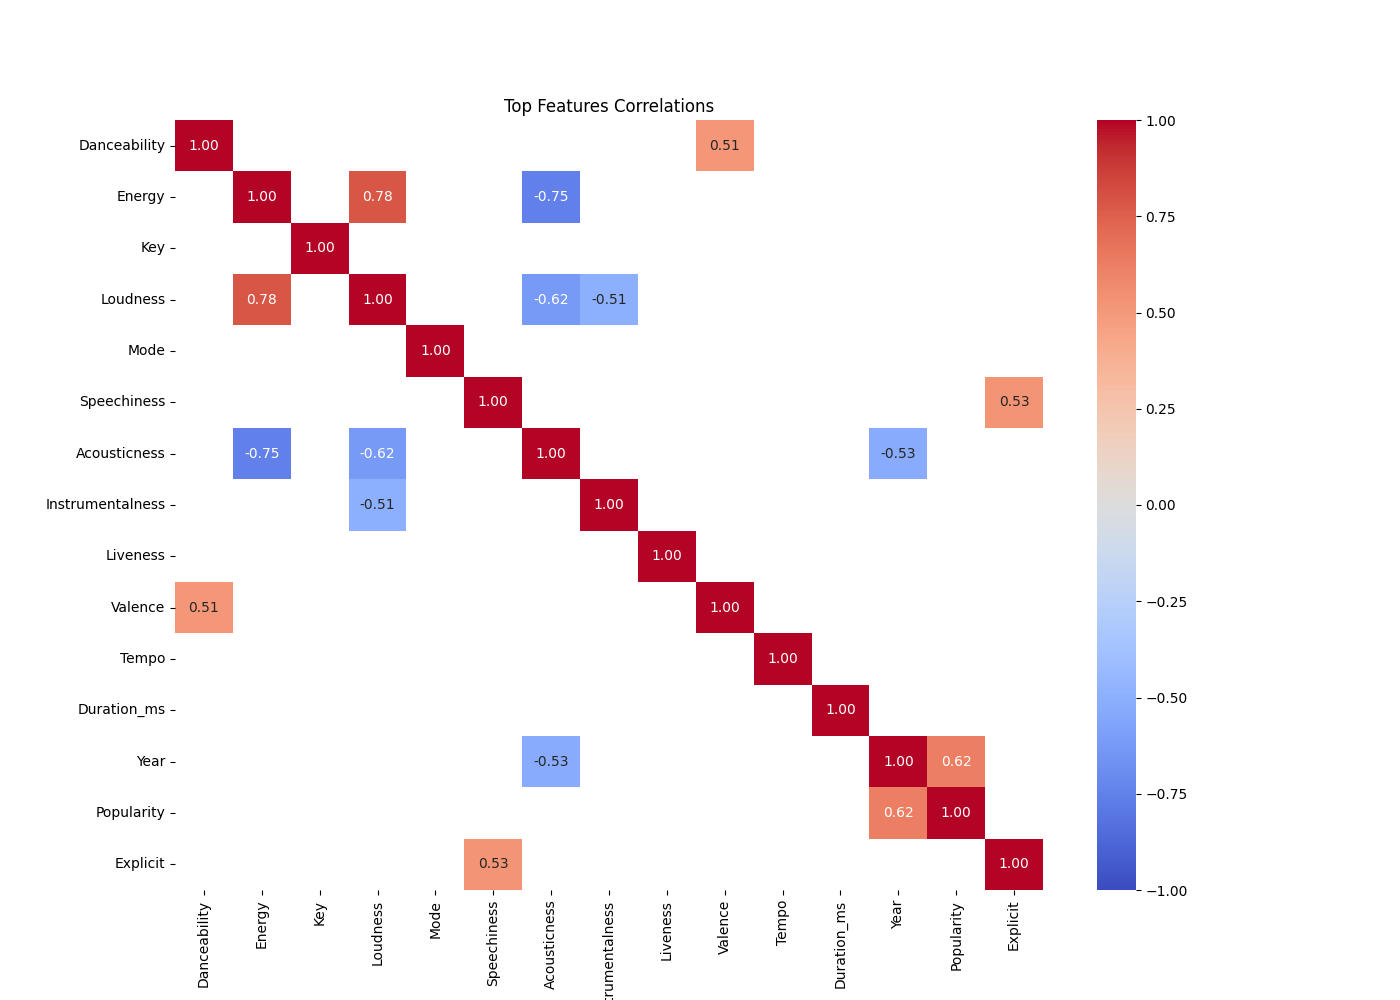 Top Features Correlations
Danceability
1.00
0.51
Energy
1.00
0.78
-0.75
Key
1.00
Loudness
0.78
1.00
-0.62
-0.51
Mode
1.00
Speechiness
1.00
0.53
Acousticness
-0.75
-0.62
1.00
-0.53
Instrumentalness
-0.51
1.00
Liveness
1.00
Valence
0.51
1.00
Tempo
1.00
Duration_ms
1.00
Year
-0.53
1.00
0.62
Popularity
0.62
1.00
Explicit
0.53
1.00
Danceability
Energy
Key
Loudness
Mode
Speechiness
Acousticness
trumentalness
Liveness
Valence
Tempo
Duration_ms
Year
Popularity
Explicit
1.00
0.75
0.50
0.25
0.00
−0.25
−0.50
−0.75
−1.00